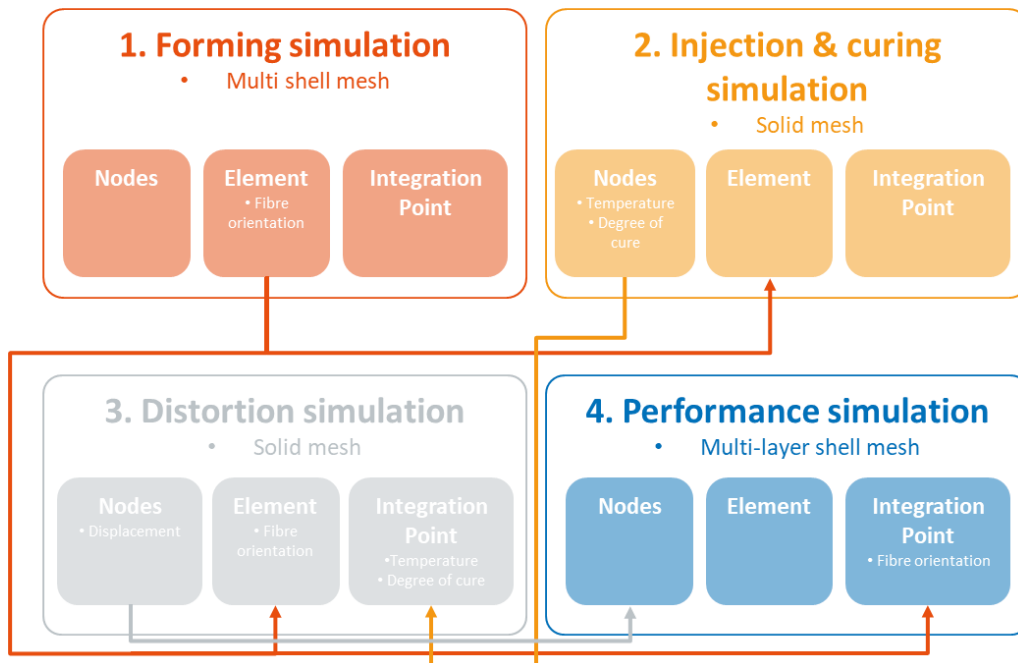 1. Forming simulation
• Multi shell mesh
Nodes
Element
• Fibre
orientation
Integration
Point
2. Injection & curing
simulation
• Solid mesh
Nodes
• Temperature
• Degree of
cure
Element
Integration
Point
3. Distortion simulation
• Solid mesh
Nodes
• Displacement
Element
• Fibre
orientation
Integration
Point
•Temperature
• Degree of cure
4. Performance simulation
• Multi-layer shell mesh
Nodes
Element
Integration
Point
• Fibre orientation